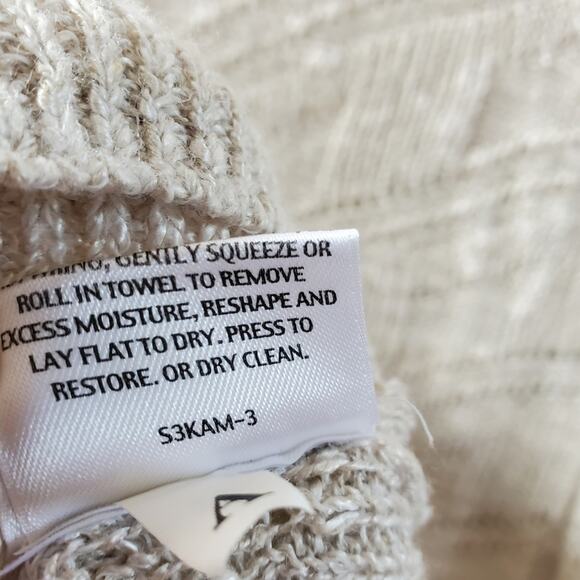 GENTLY SQUEEZE OR
ROLL IN TOWEL TO REMOVE
EXCESS MOISTURE, RESHAPE AND
LAY FLAT TO DRY. PRESS TO
RESTORE. OR DRY CLEAN.
S3KAM-3